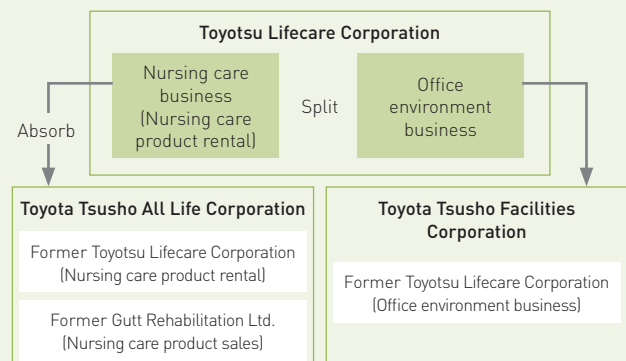 Toyotsu Lifecare Corporation
Nursing care
business
(Nursing care
product rental)
Split
Office
environment
business
Absorb
Toyota Tsusho All Life Corporation
Former Toyotsu Lifecare Corporation
(Nursing care product rental)
Former Gutt Rehabilitation Ltd.
(Nursing care product sales)
Toyota Tsusho Facilities
Corporation
Former Toyotsu Lifecare Corporation
(Office environment business)